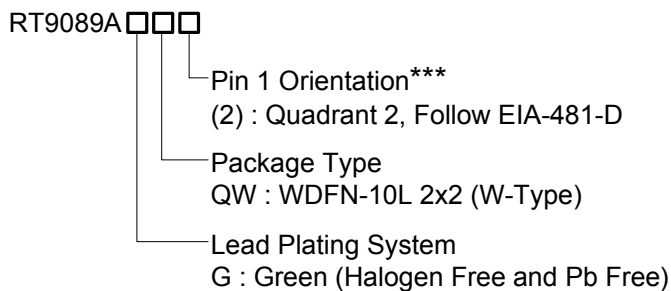 RT9089A□□□
Pin 1 Orientation***
(2) : Quadrant 2, Follow EIA-481-D
Package Type
QW : WDFN-10L 2x2 (W-Type)
Lead Plating System
G : Green (Halogen Free and Pb Free)